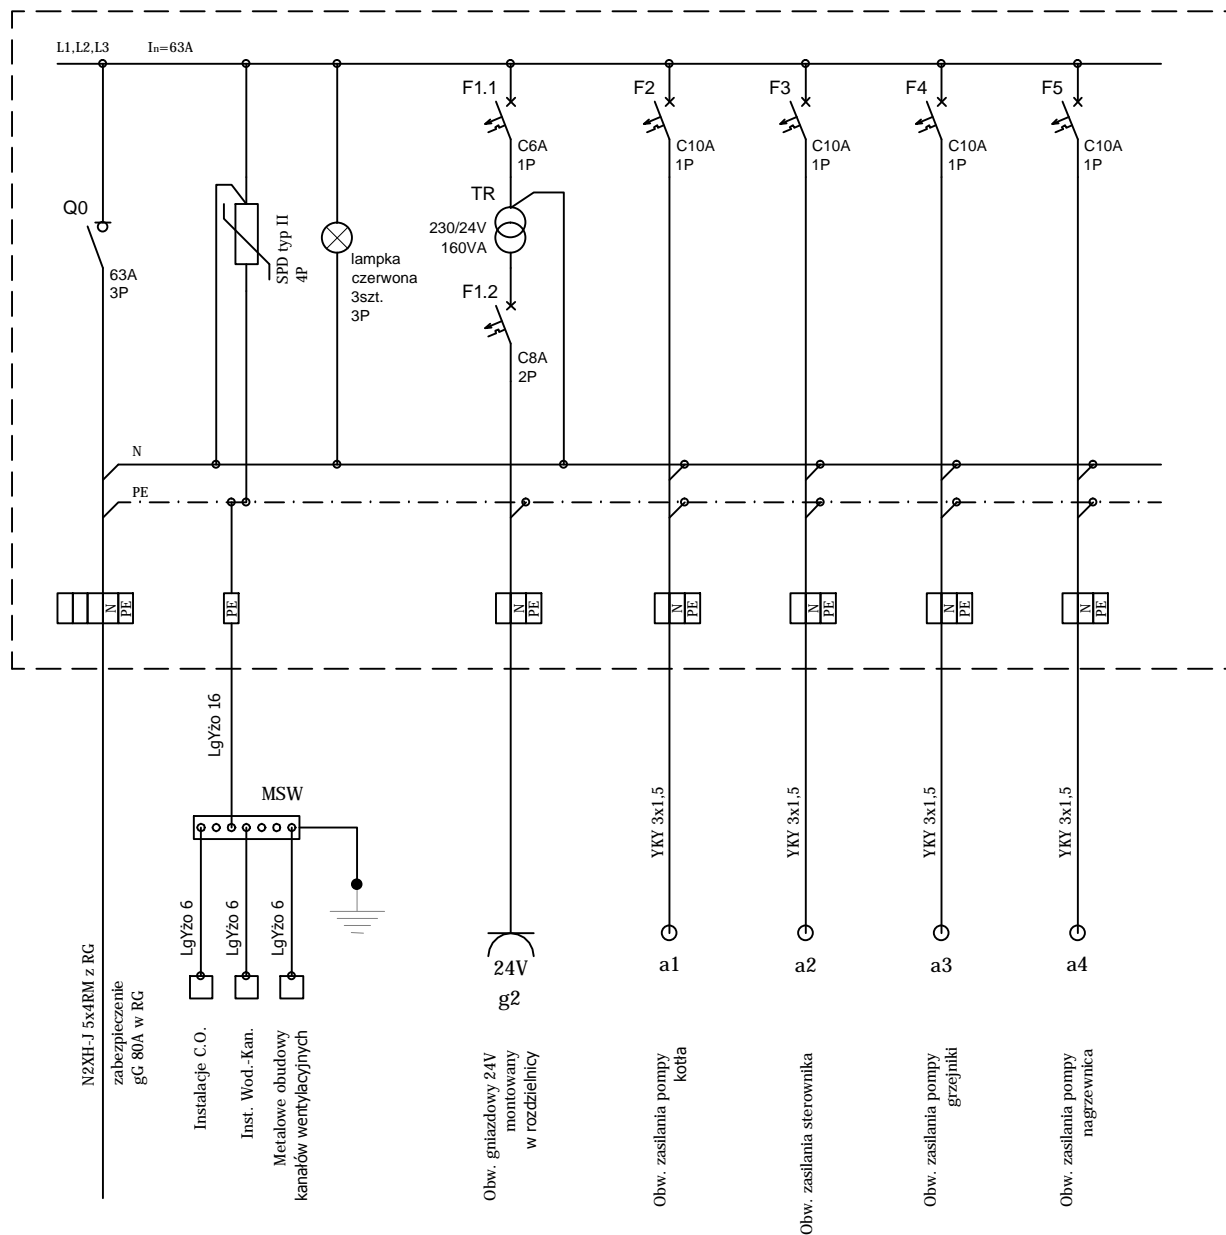 L1,L2,L3 In=63A
Q0
63A
3P
SPD typ II
4P
lampka
czerwona
3szt.
3P
F1.1
C6A
1P
TR
230/24V
160VA
F1.2
C8A
2P
F2
C10A
1P
F3
C10A
1P
F4
C10A
1P
F5
C10A
1P
N
PE
N PE
PE
N PE
N PE
N PE
N PE
N PE
LgYżo 16
MSW
LgYżo 6
LgYżo 6
LgYżo 6
YKY 3x1,5
YKY 3x1,5
YKY 3x1,5
YKY 3x1,5
24V
g2
a1
a2
a3
a4
N2XH-J 5x4RM z RG
zabezpieczenie
gG 80A w RG
Instalacje C.O.
Inst. Wod.-Kan.
Metalowe obudowy
kanałów wentylacyjnych
Obw. gniazdowy 24V
montowany
w rozdzielnicy
Obw. zasilania pompy
kotła
Obw. zasilania sterownika
Obw. zasilania pompy
grzejniki
Obw. zasilania pompy
nagrzewnica